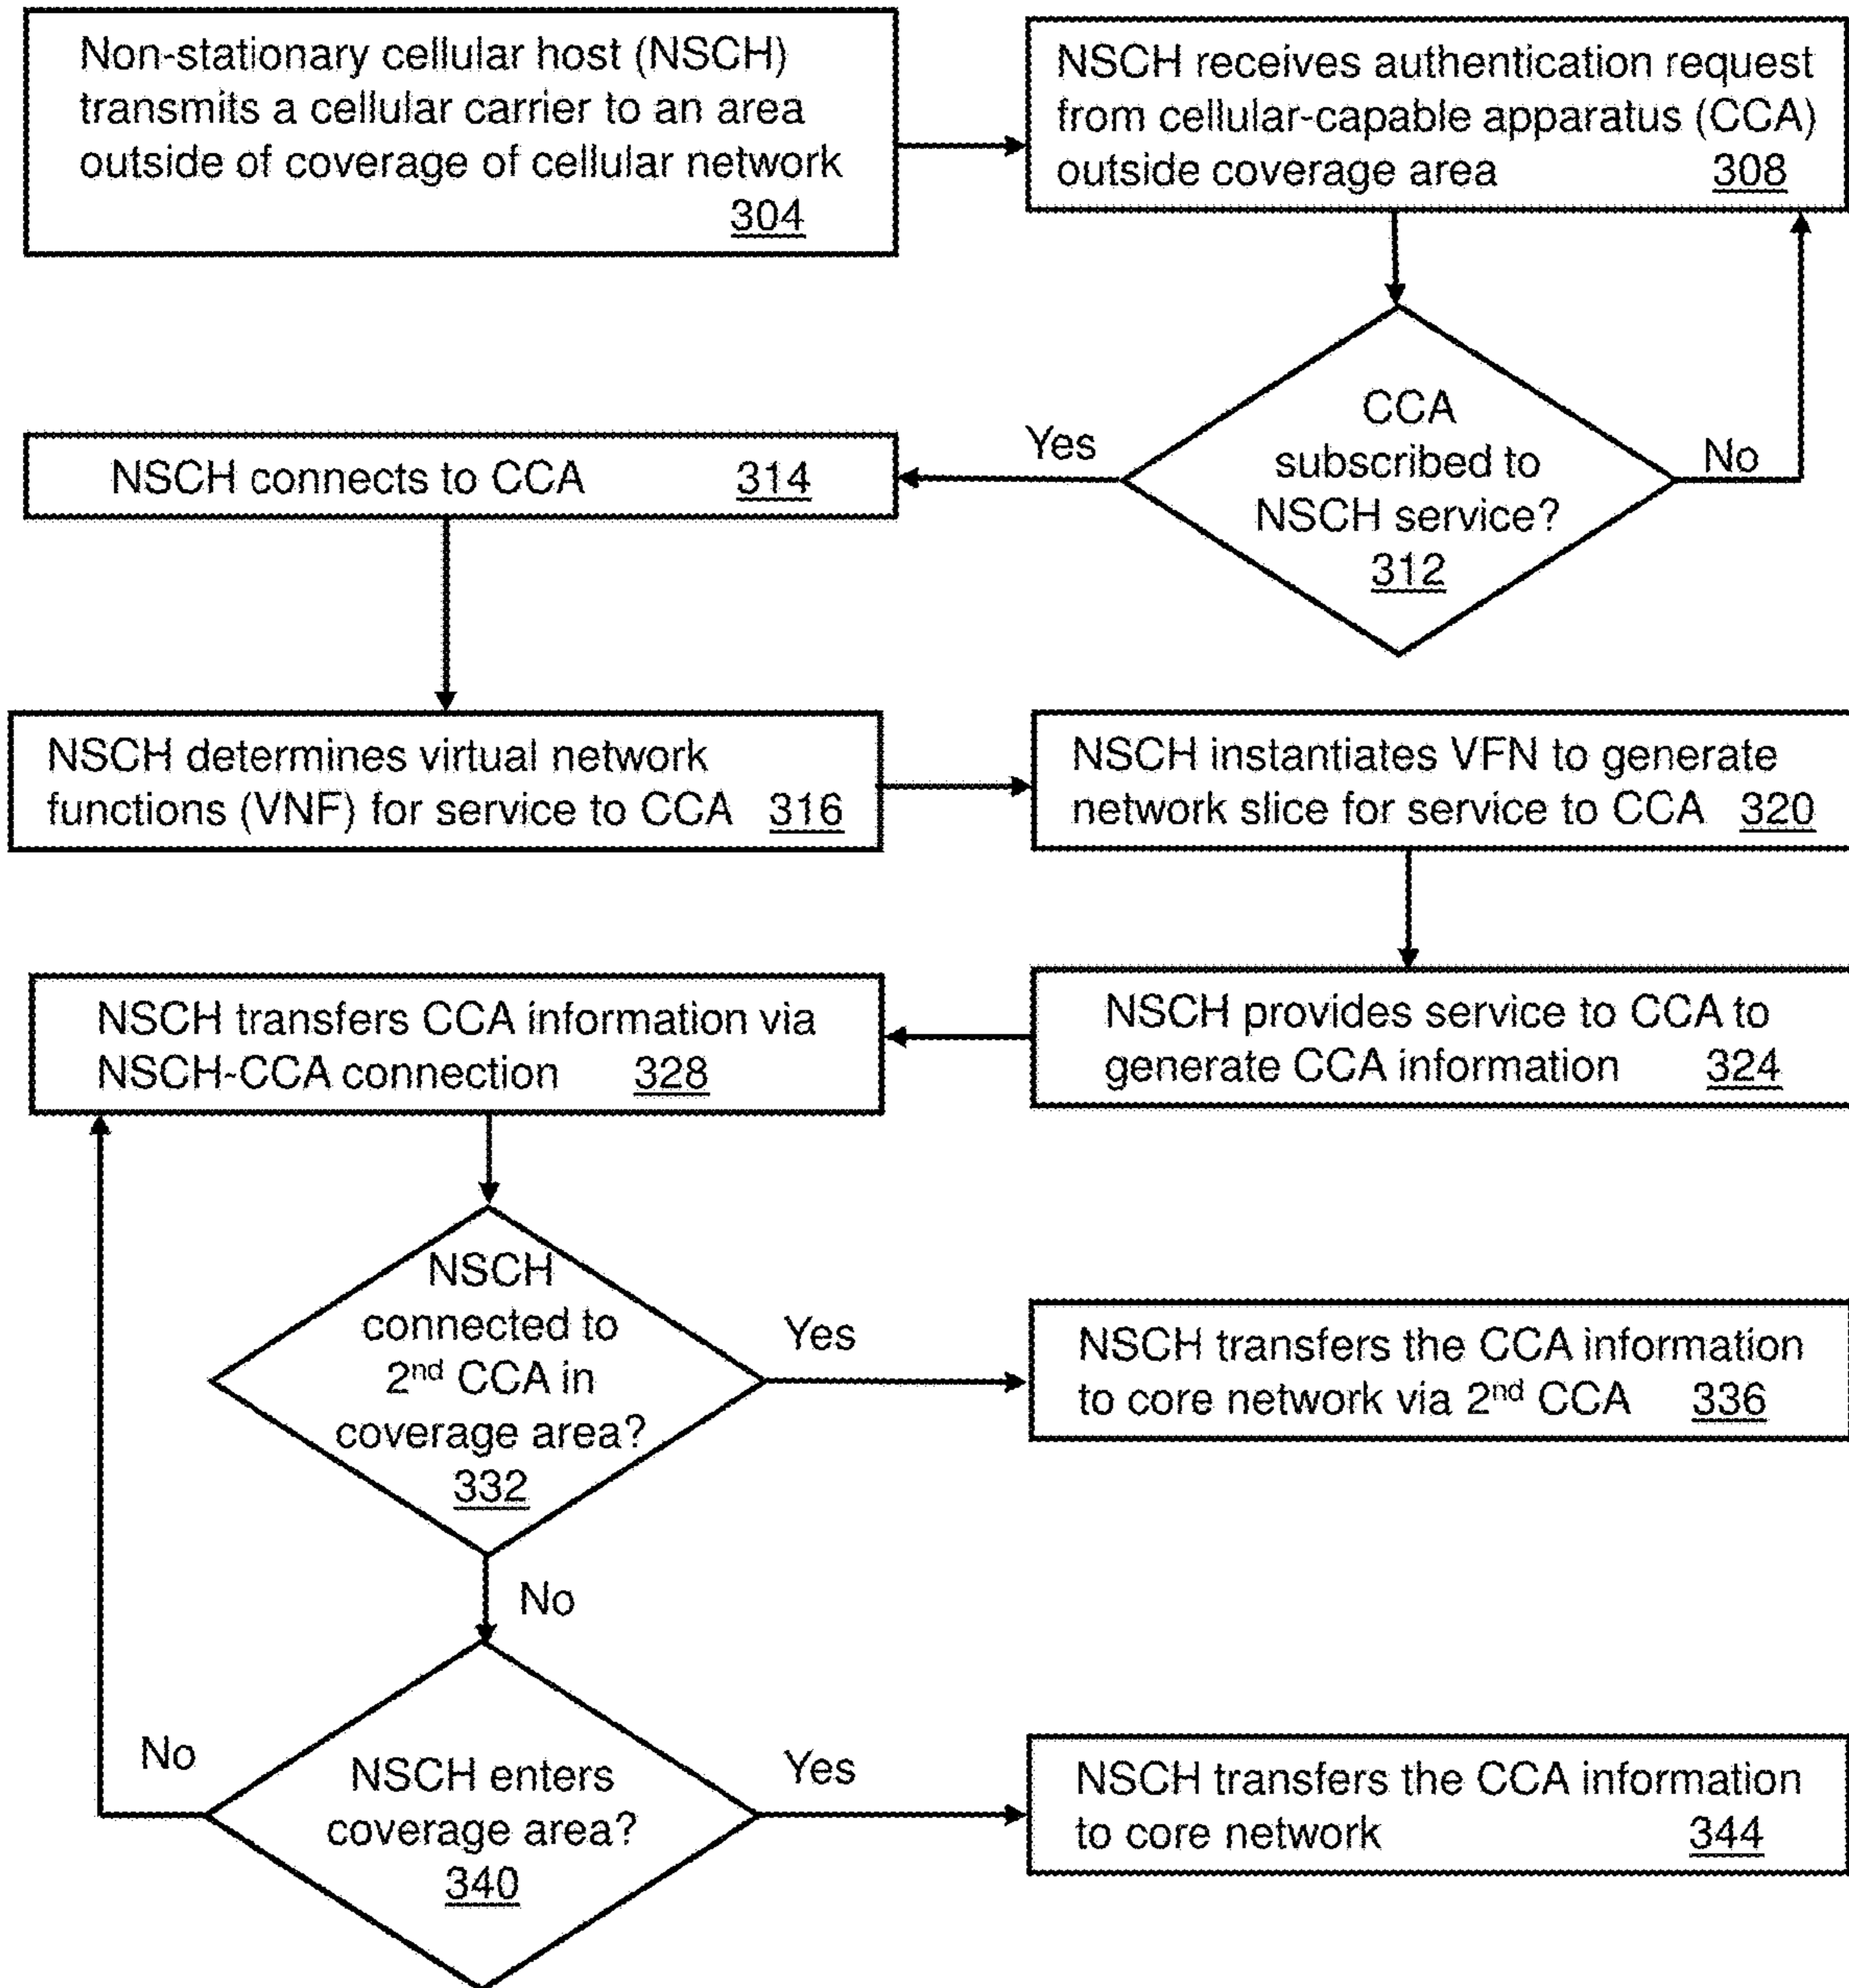 Non-stationary cellular host (NSCH)
transmits a cellular carrier to an area
outside of coverage of cellular network
304
NSCH receives authentication request
from cellular-capable apparatus (CCA)
outside coverage area 308
CCA
subscribed to
NSCH service?
312
Yes
No
NSCH connects to CCA 314
NSCH determines virtual network
functions (VNF) for service to CCA 316
NSCH instantiates VFN to generate
network slice for service to CCA 320
NSCH provides service to CCA to
generate CCA information 324
NSCH transfers CCA information via
NSCH-CCA connection 328
NSCH
connected to
2nd CCA in
coverage area?
332
Yes
NSCH transfers the CCA information
to core network via 2nd CCA 336
No
NSCH enters
coverage area?
340
No
Yes
NSCH transfers the CCA information
to core network 344